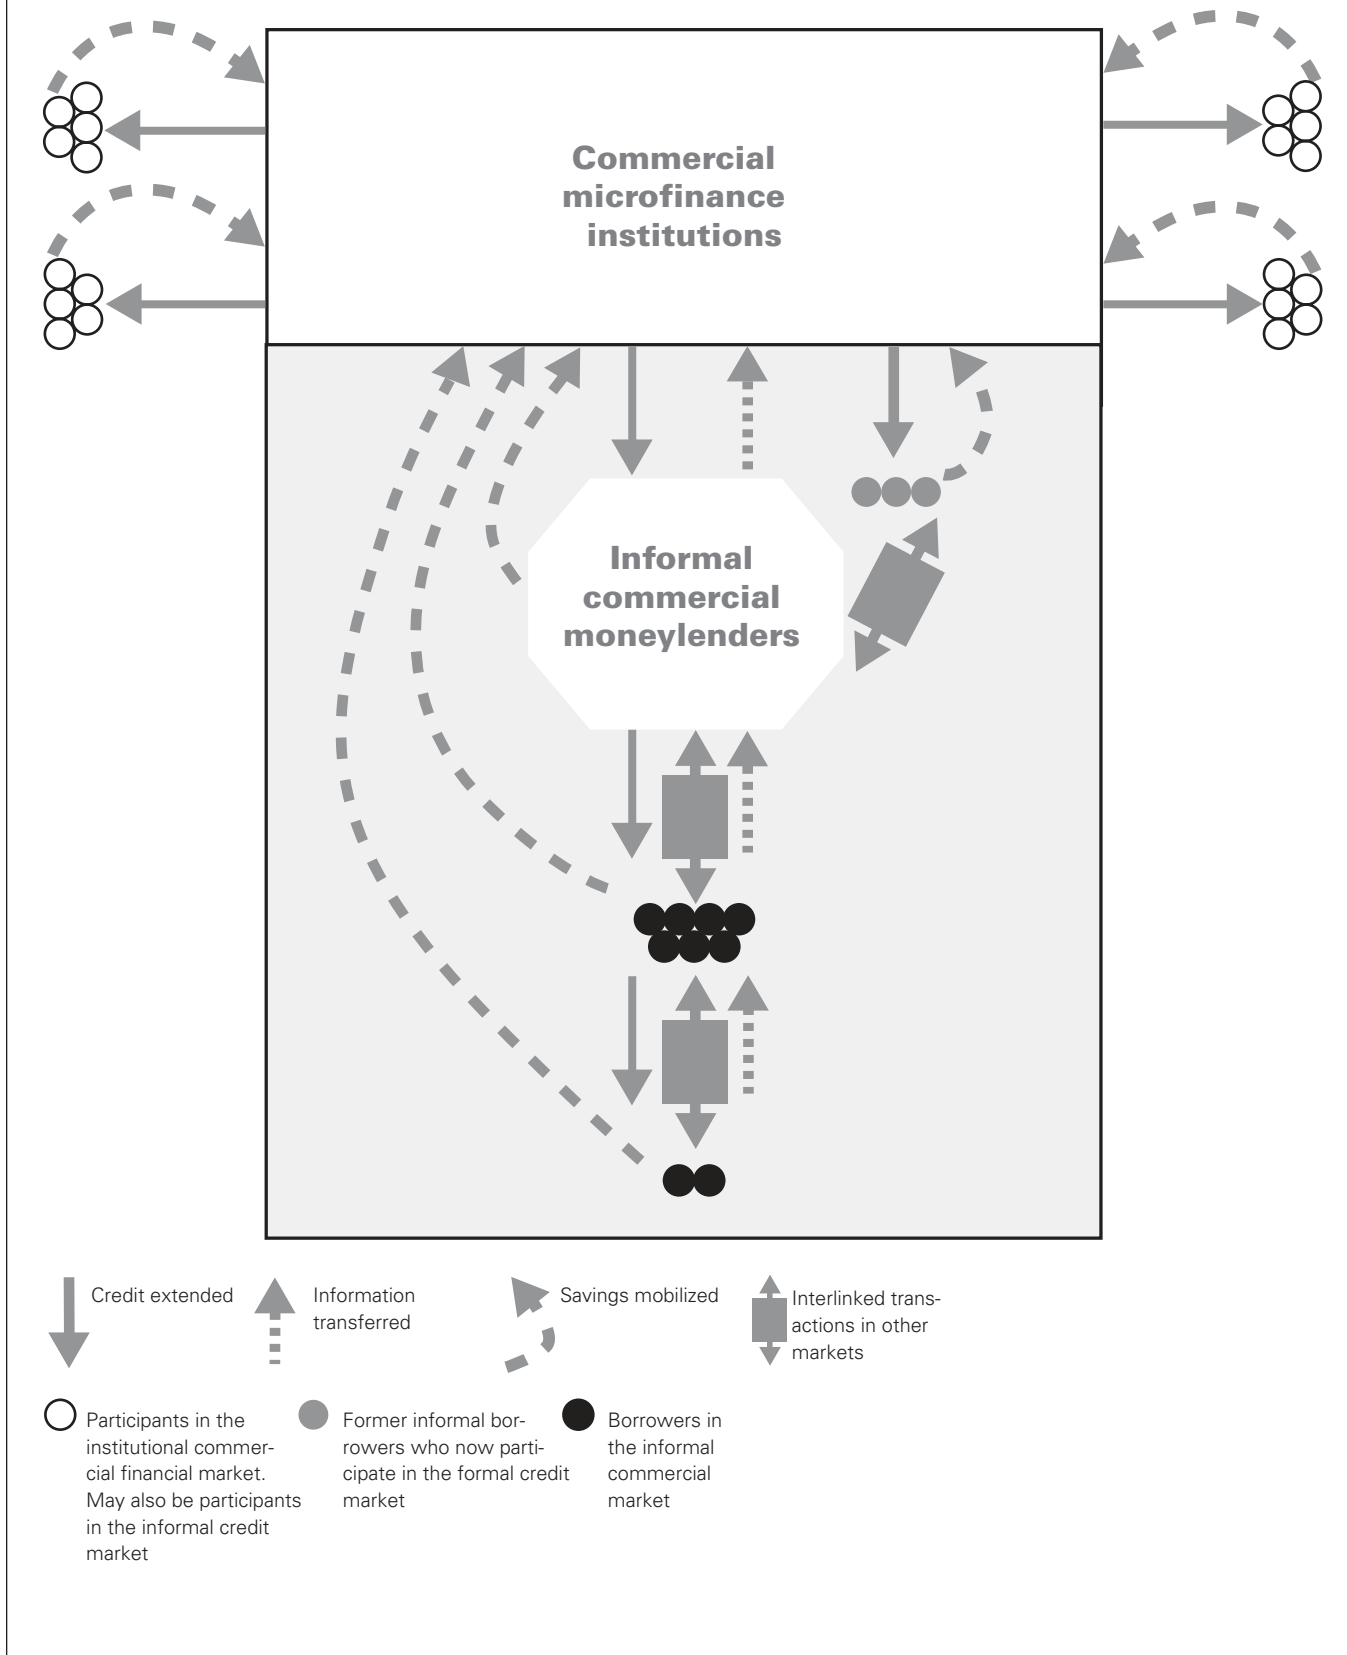 Commercial
microfinance
institutions
Informal
commercial
moneylenders
Credit extended
Information
transferred
Savings mobilized
Interlinked trans-
actions in other
markets
Participants in the
institutional commer-
cial financial market.
May also be participants
in the informal credit
market
Former informal bor-
rowers who now parti-
cipate in the formal credit
market
Borrowers in
the informal
commercial
market